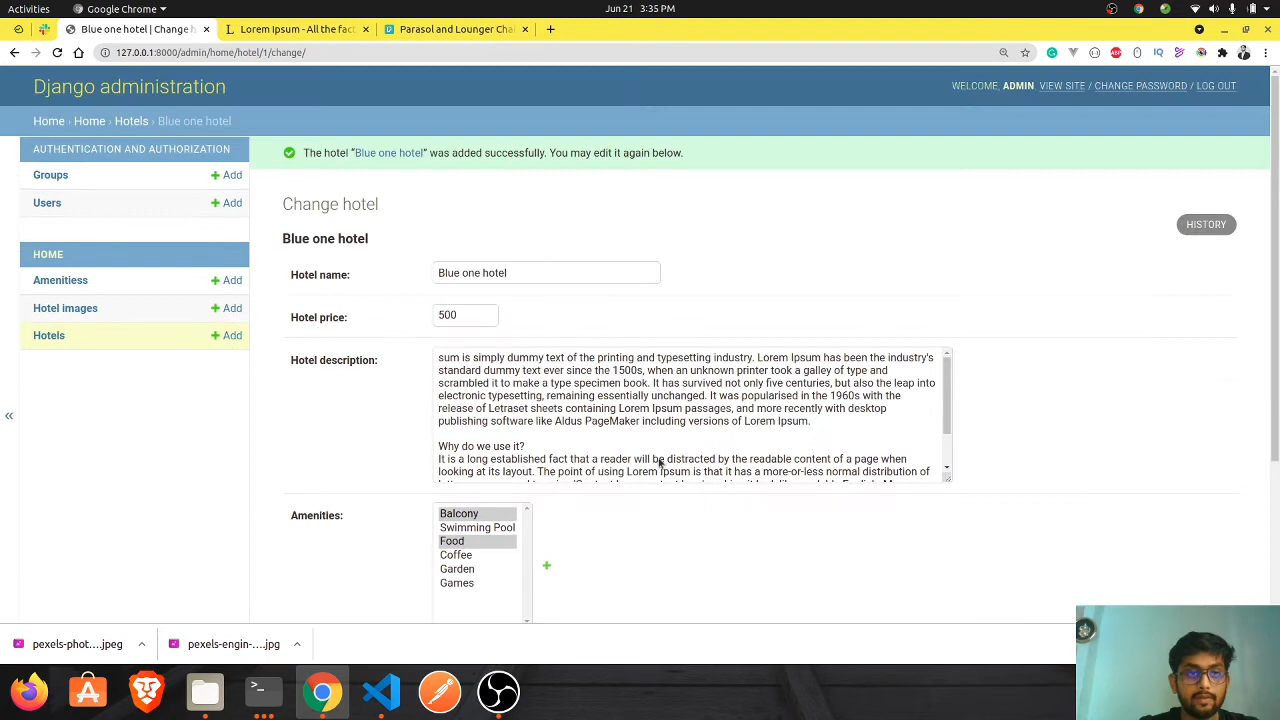 Activities
Google Chrome
Jun 21 3:35 PM
Blue one hotel | Change h
Lorem Ipsum - All the fact
Parasol and Lounger Chai
127.0.0.1:8000/admin/home/hotel/1/change/
Django administration
WELCOME, ADMIN. VIEW SITE / CHANGE PASSWORD / LOG OUT
Home › Home › Hotels › Blue one hotel
AUTHENTICATION AND AUTHORIZATION
Groups
Add
Users
Add
HOME
Amenitiess
Add
Hotel images
Add
Hotels
Add
«
The hotel “Blue one hotel” was added successfully. You may edit it again below.
Change hotel
HISTORY
Blue one hotel
Hotel name:
Blue one hotel
Hotel price:
500
Hotel description:
sum is simply dummy text of the printing and typesetting industry. Lorem Ipsum has been the industry's
standard dummy text ever since the 1500s, when an unknown printer took a galley of type and
scrambled it to make a type specimen book. It has survived not only five centuries, but also the leap into
electronic typesetting, remaining essentially unchanged. It was popularised in the 1960s with the
release of Letraset sheets containing Lorem Ipsum passages, and more recently with desktop
publishing software like Aldus PageMaker including versions of Lorem Ipsum.
Why do we use it?
It is a long established fact that a reader will be distracted by the readable content of a page when
looking at its layout. The point of using Lorem Ipsum is that it has a more-or-less normal distribution of
Amenities:
Balcony
Swimming Pool
Food
Coffee
Garden
Games
pexels-phot....jpeg
pexels-engin-....jpg